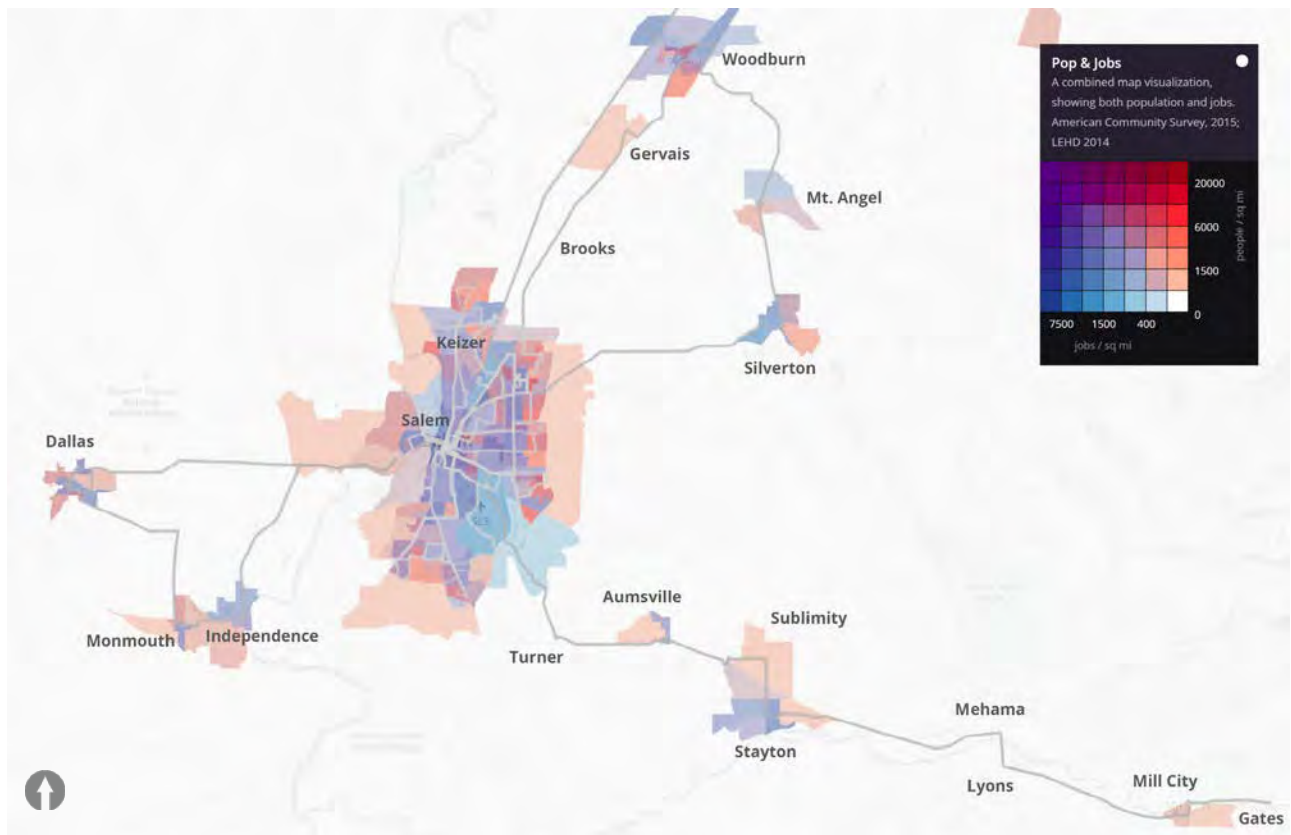 Woodburn
Pop & Jobs
A combined map visualization,
showing both population and jobs.
American Community Survey, 2015;
LEHD 2014
20000
6000
1500
0
people / sq mi
7500 1500 400
jobs / sq mi
Gervais
Mt. Angel
Brooks
Keizer
Silverton
Salem
Dallas
Aumsville
Sublimity
Monmouth
Independence
Turner
Mehama
Stayton
Lyons
Mill City
Gates